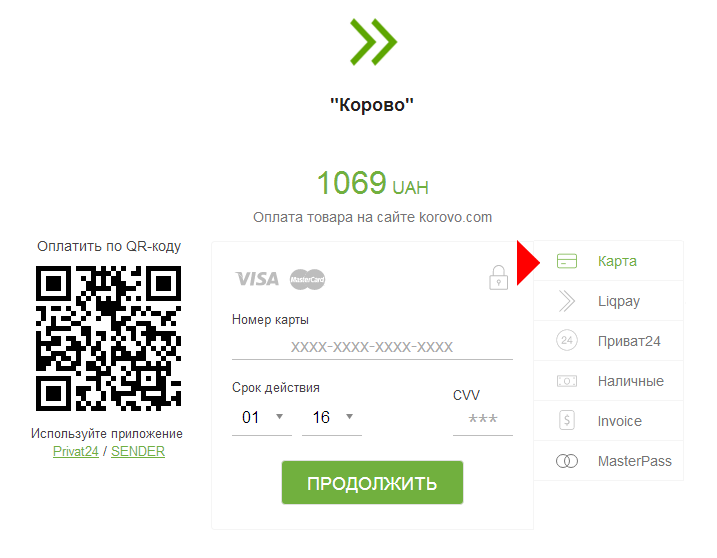 "Корово"
1069 UAH
Оплата товара на сайте korovo.com
Оплатить по QR-коду
Используйте приложение
Privat24 / SENDER
VISA MasterCard
Номер карты
xxxx-xxxx-xxxx-xxxx
Срок действия
CVV
01 16 ***
ПРОДОЛЖИТЬ
Карта
Liqpay
24 Приват24
Наличные
$ Invoice
MasterPass